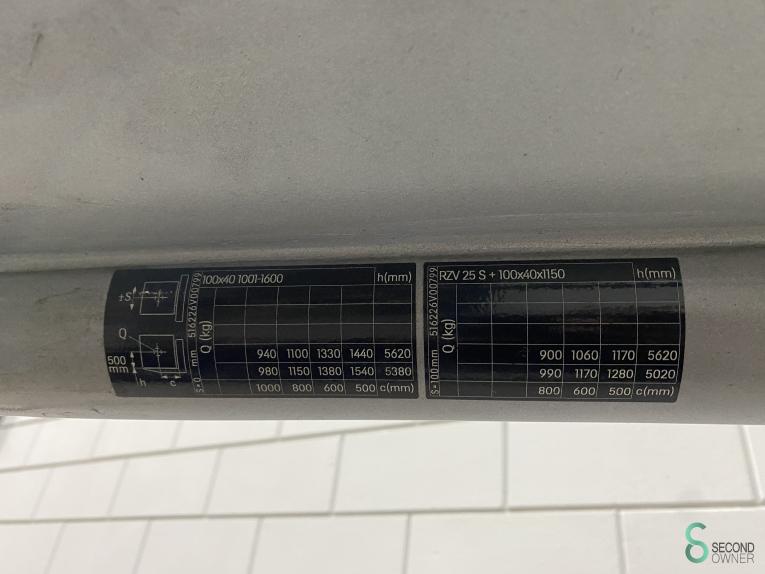 ±S
Q
500
mm
h
c
S=0 mm 516226V00799
100x40 1001-1600 h(mm)
Q (kg)
940 1100 1330 1440 5620
980 1150 1380 1540 5380
1000 800 600 500 c(mm)
S=100mm 516226V00799
RZV 25 S + 100x40x1150 h(mm)
Q (kg)
900 1060 1170 5620
990 1170 1280 5020
800 600 500 c(mm)
SECOND
OWNER